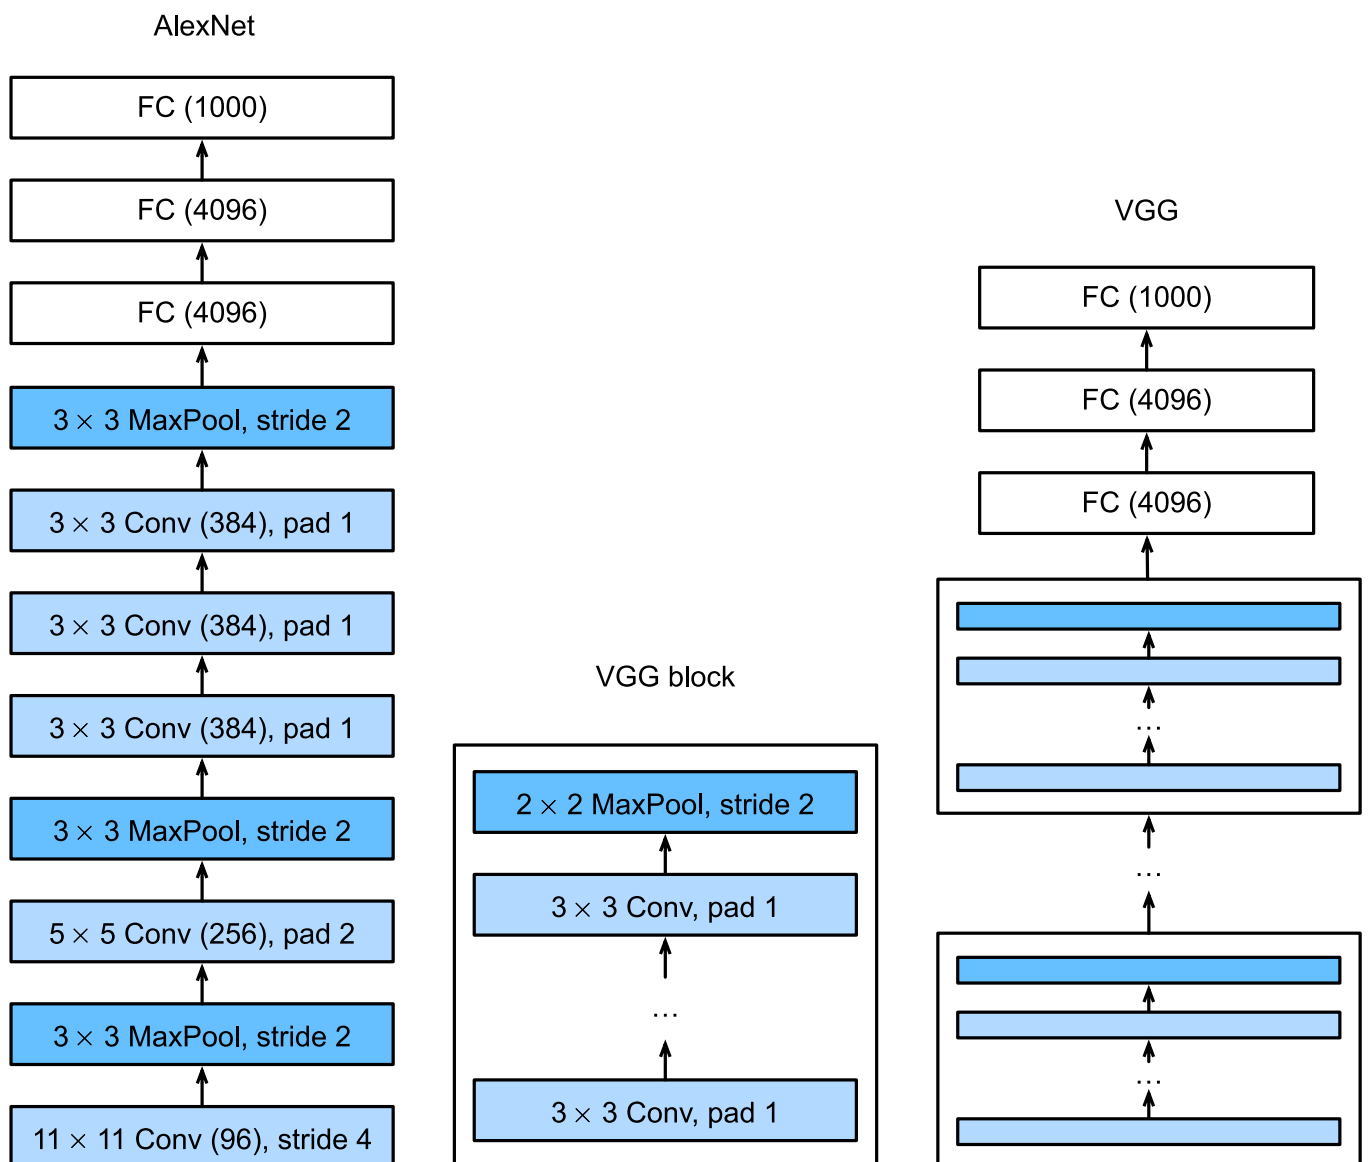 AlexNet
FC (1000)
FC (4096)
FC (4096)
3 × 3 MaxPool, stride 2
3 × 3 Conv (384), pad 1
3 × 3 Conv (384), pad 1
3 × 3 Conv (384), pad 1
3 × 3 MaxPool, stride 2
5 × 5 Conv (256), pad 2
3 × 3 MaxPool, stride 2
11 × 11 Conv (96), stride 4
VGG block
2 × 2 MaxPool, stride 2
3 × 3 Conv, pad 1
...
3 × 3 Conv, pad 1
VGG
FC (1000)
FC (4096)
FC (4096)
...
...
...